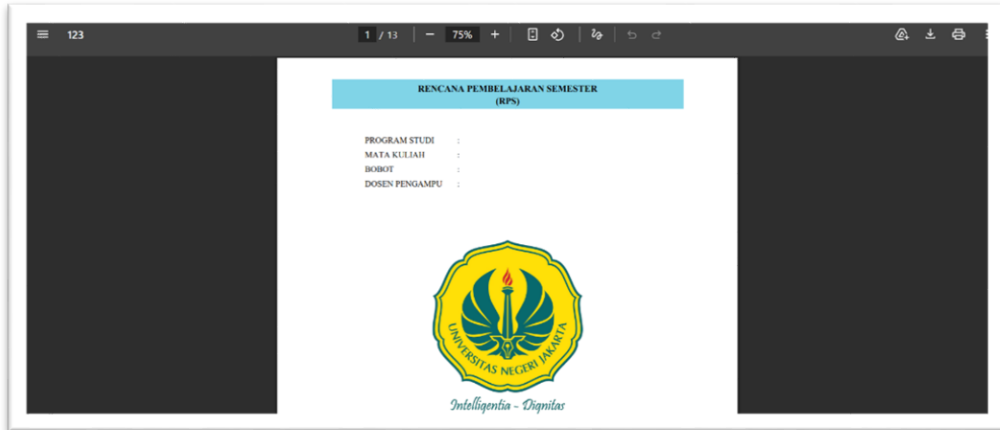 123
1 / 13
75%
RENCANA PEMBELAJARAN SEMESTER
(RPS)
PROGRAM STUDI :
MATA KULIAH :
BOBOT :
DOSEN PENGAMPU :
UNIVERSITAS NEGERI JAKARTA
Intelligentia - Dignitas